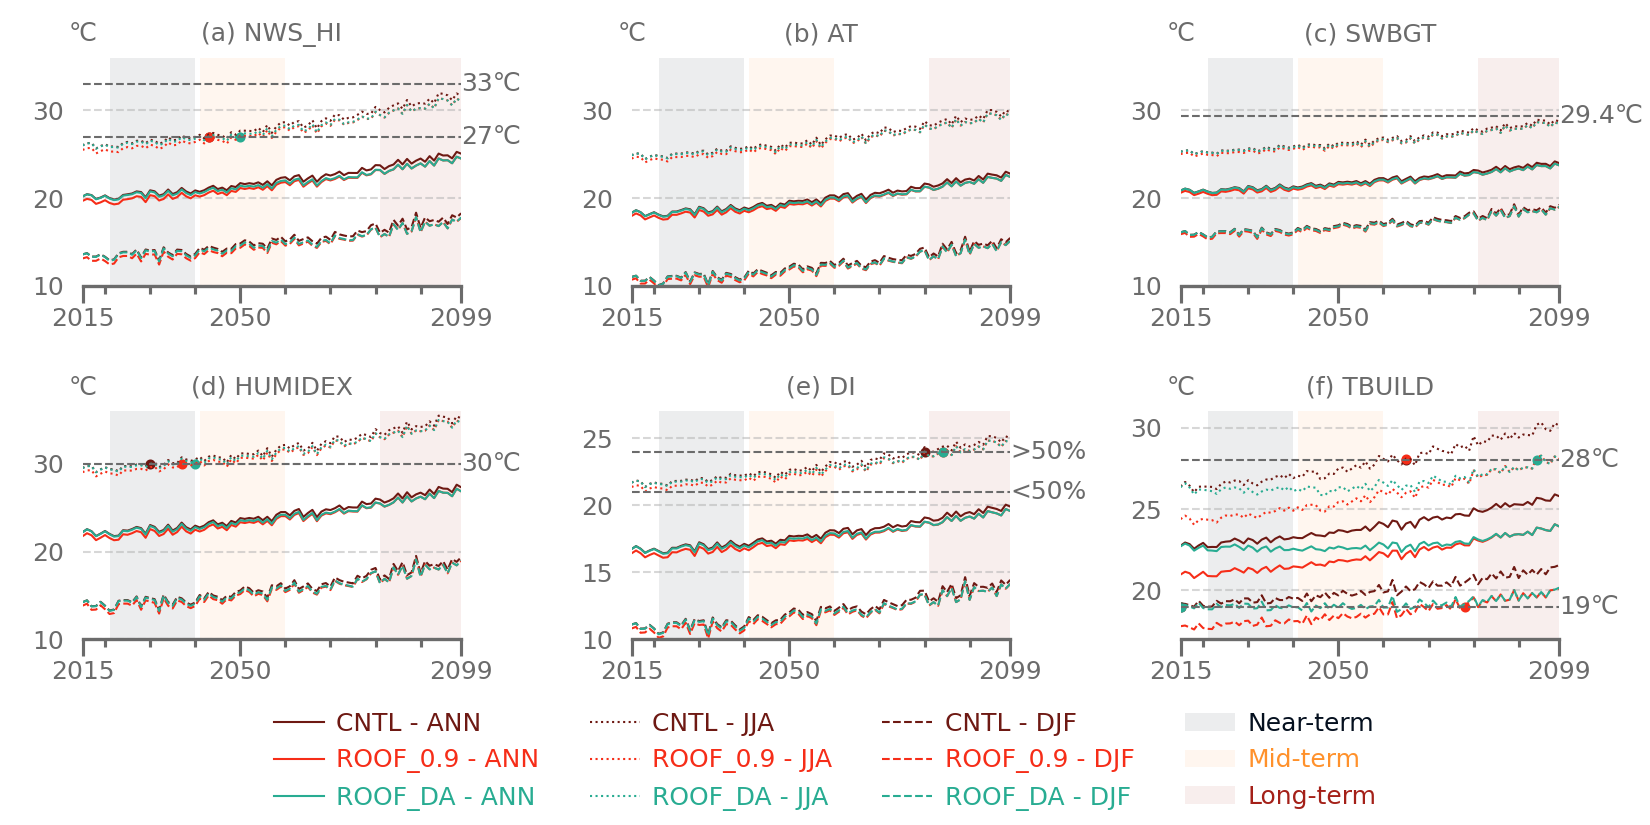 ℃ (a) NWS_HI ℃ (b) AT ℃ (c) SWBGT
33℃
30 30 30 29.4℃
27℃
20 20 20
10 10 10
2015 2050 2099 2015 2050 2099 2015 2050 2099
℃ (d) HUMIDEX (e) DI ℃ (f) TBUILD
30 30℃ 25 >50% 30 28℃
<50%
20 20 25
15 20 19℃
10 10
2015 2050 2099 2015 2050 2099 2015 2050 2099
CNTL - ANN CNTL - JJA CNTL - DJF Near-term
ROOF_0.9 - ANN ROOF_0.9 - JJA ROOF_0.9 - DJF Mid-term
ROOF_DA - ANN ROOF_DA - JJA ROOF_DA - DJF Long-term